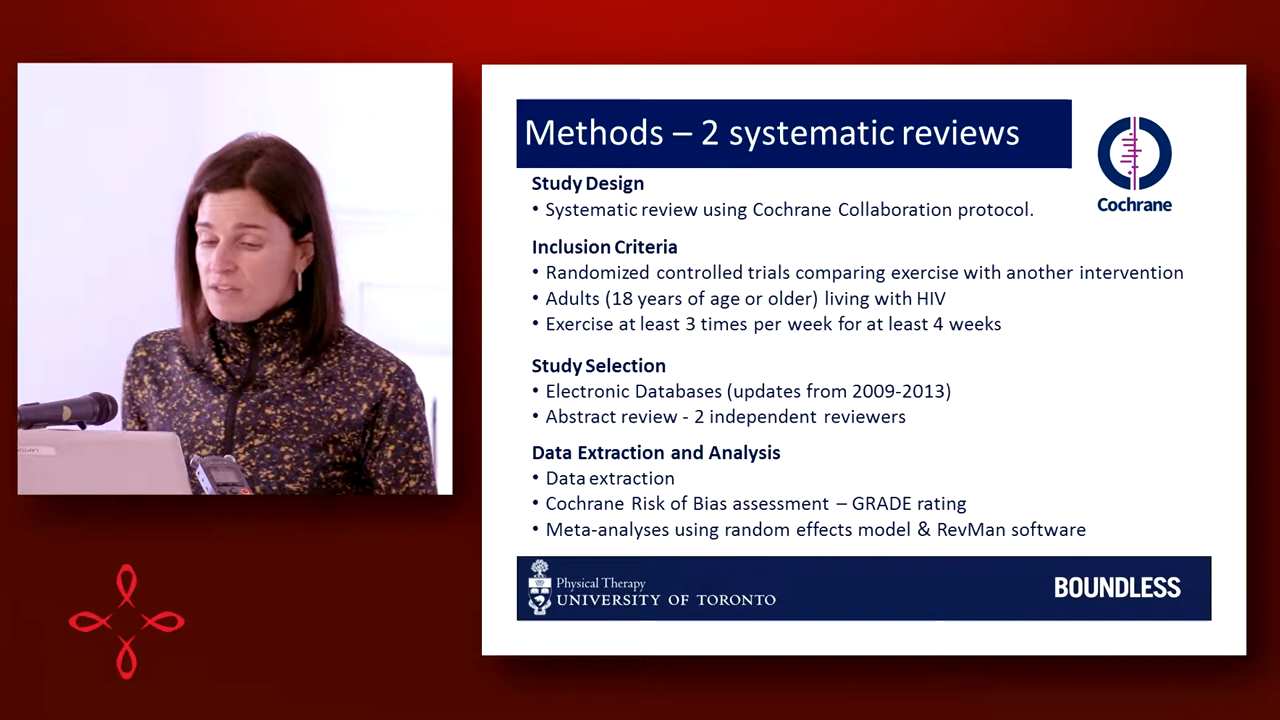 Methods – 2 systematic reviews
Cochrane
Study Design
• Systematic review using Cochrane Collaboration protocol.
Inclusion Criteria
• Randomized controlled trials comparing exercise with another intervention
• Adults (18 years of age or older) living with HIV
• Exercise at least 3 times per week for at least 4 weeks
Study Selection
• Electronic Databases (updates from 2009-2013)
• Abstract review - 2 independent reviewers
Data Extraction and Analysis
• Data extraction
• Cochrane Risk of Bias assessment – GRADE rating
• Meta-analyses using random effects model & RevMan software
Physical Therapy
UNIVERSITY OF TORONTO
BOUNDLESS